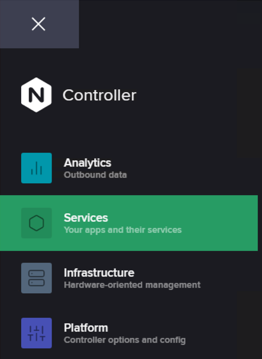 N Controller
Analytics
Outbound data
Services
Your apps and their services
Infrastructure
Hardware-oriented management
Platform
Controller options and config